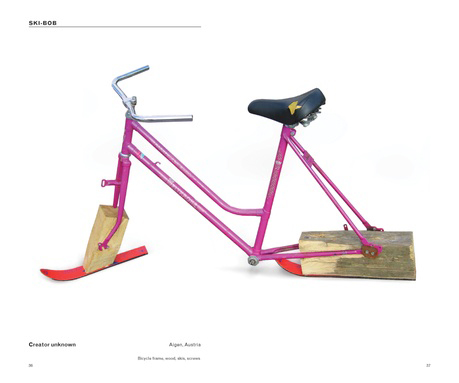 SKI-BOB
Creator unknown
Aigen, Austria
Bicycle frame, wood, skis, screws
36
37